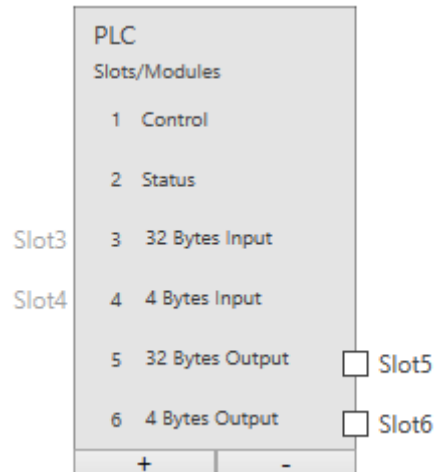 PLC
Slots/Modules
1 Control
2 Status
Slot3 3 32 Bytes Input
Slot4 4 4 Bytes Input
5 32 Bytes Output Slot5
6 4 Bytes Output Slot6
+ -